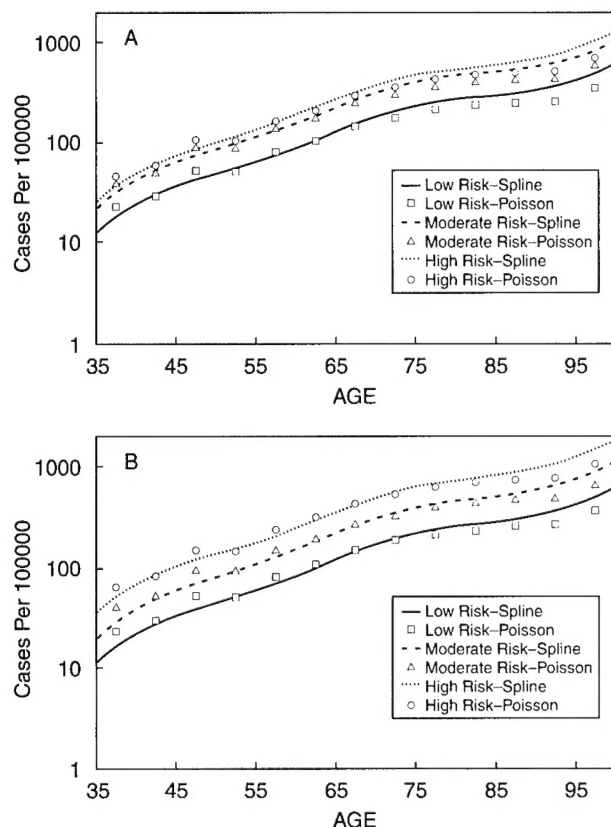 A
1000
100
10
1
Cases Per 100000
Low Risk–Spline
Low Risk–Poisson
Moderate Risk–Spline
Moderate Risk–Poisson
High Risk–Spline
High Risk–Poisson
35 45 55 65 75 85 95
AGE
B
1000
100
10
1
Cases Per 100000
Low Risk–Spline
Low Risk–Poisson
Moderate Risk–Spline
Moderate Risk–Poisson
High Risk–Spline
High Risk–Poisson
35 45 55 65 75 85 95
AGE